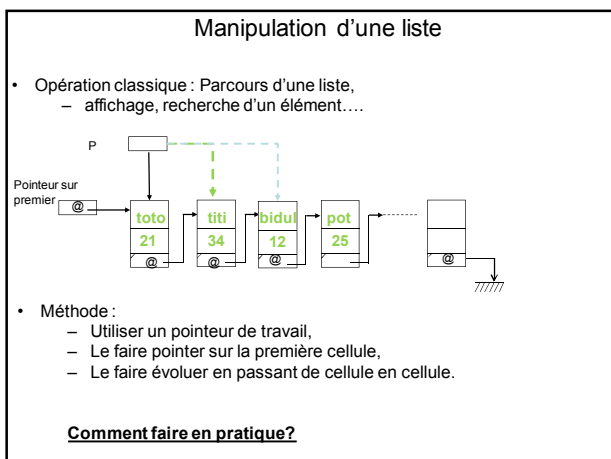 Manipulation d'une liste
• Opération classique : Parcours d'une liste,
– affichage, recherche d'un élément….
P
Pointeur sur
premier
@
toto titi bidul pot
21 34 12 25
@ @ @ @
• Méthode :
– Utiliser un pointeur de travail,
– Le faire pointer sur la première cellule,
– Le faire évoluer en passant de cellule en cellule.
Comment faire en pratique?